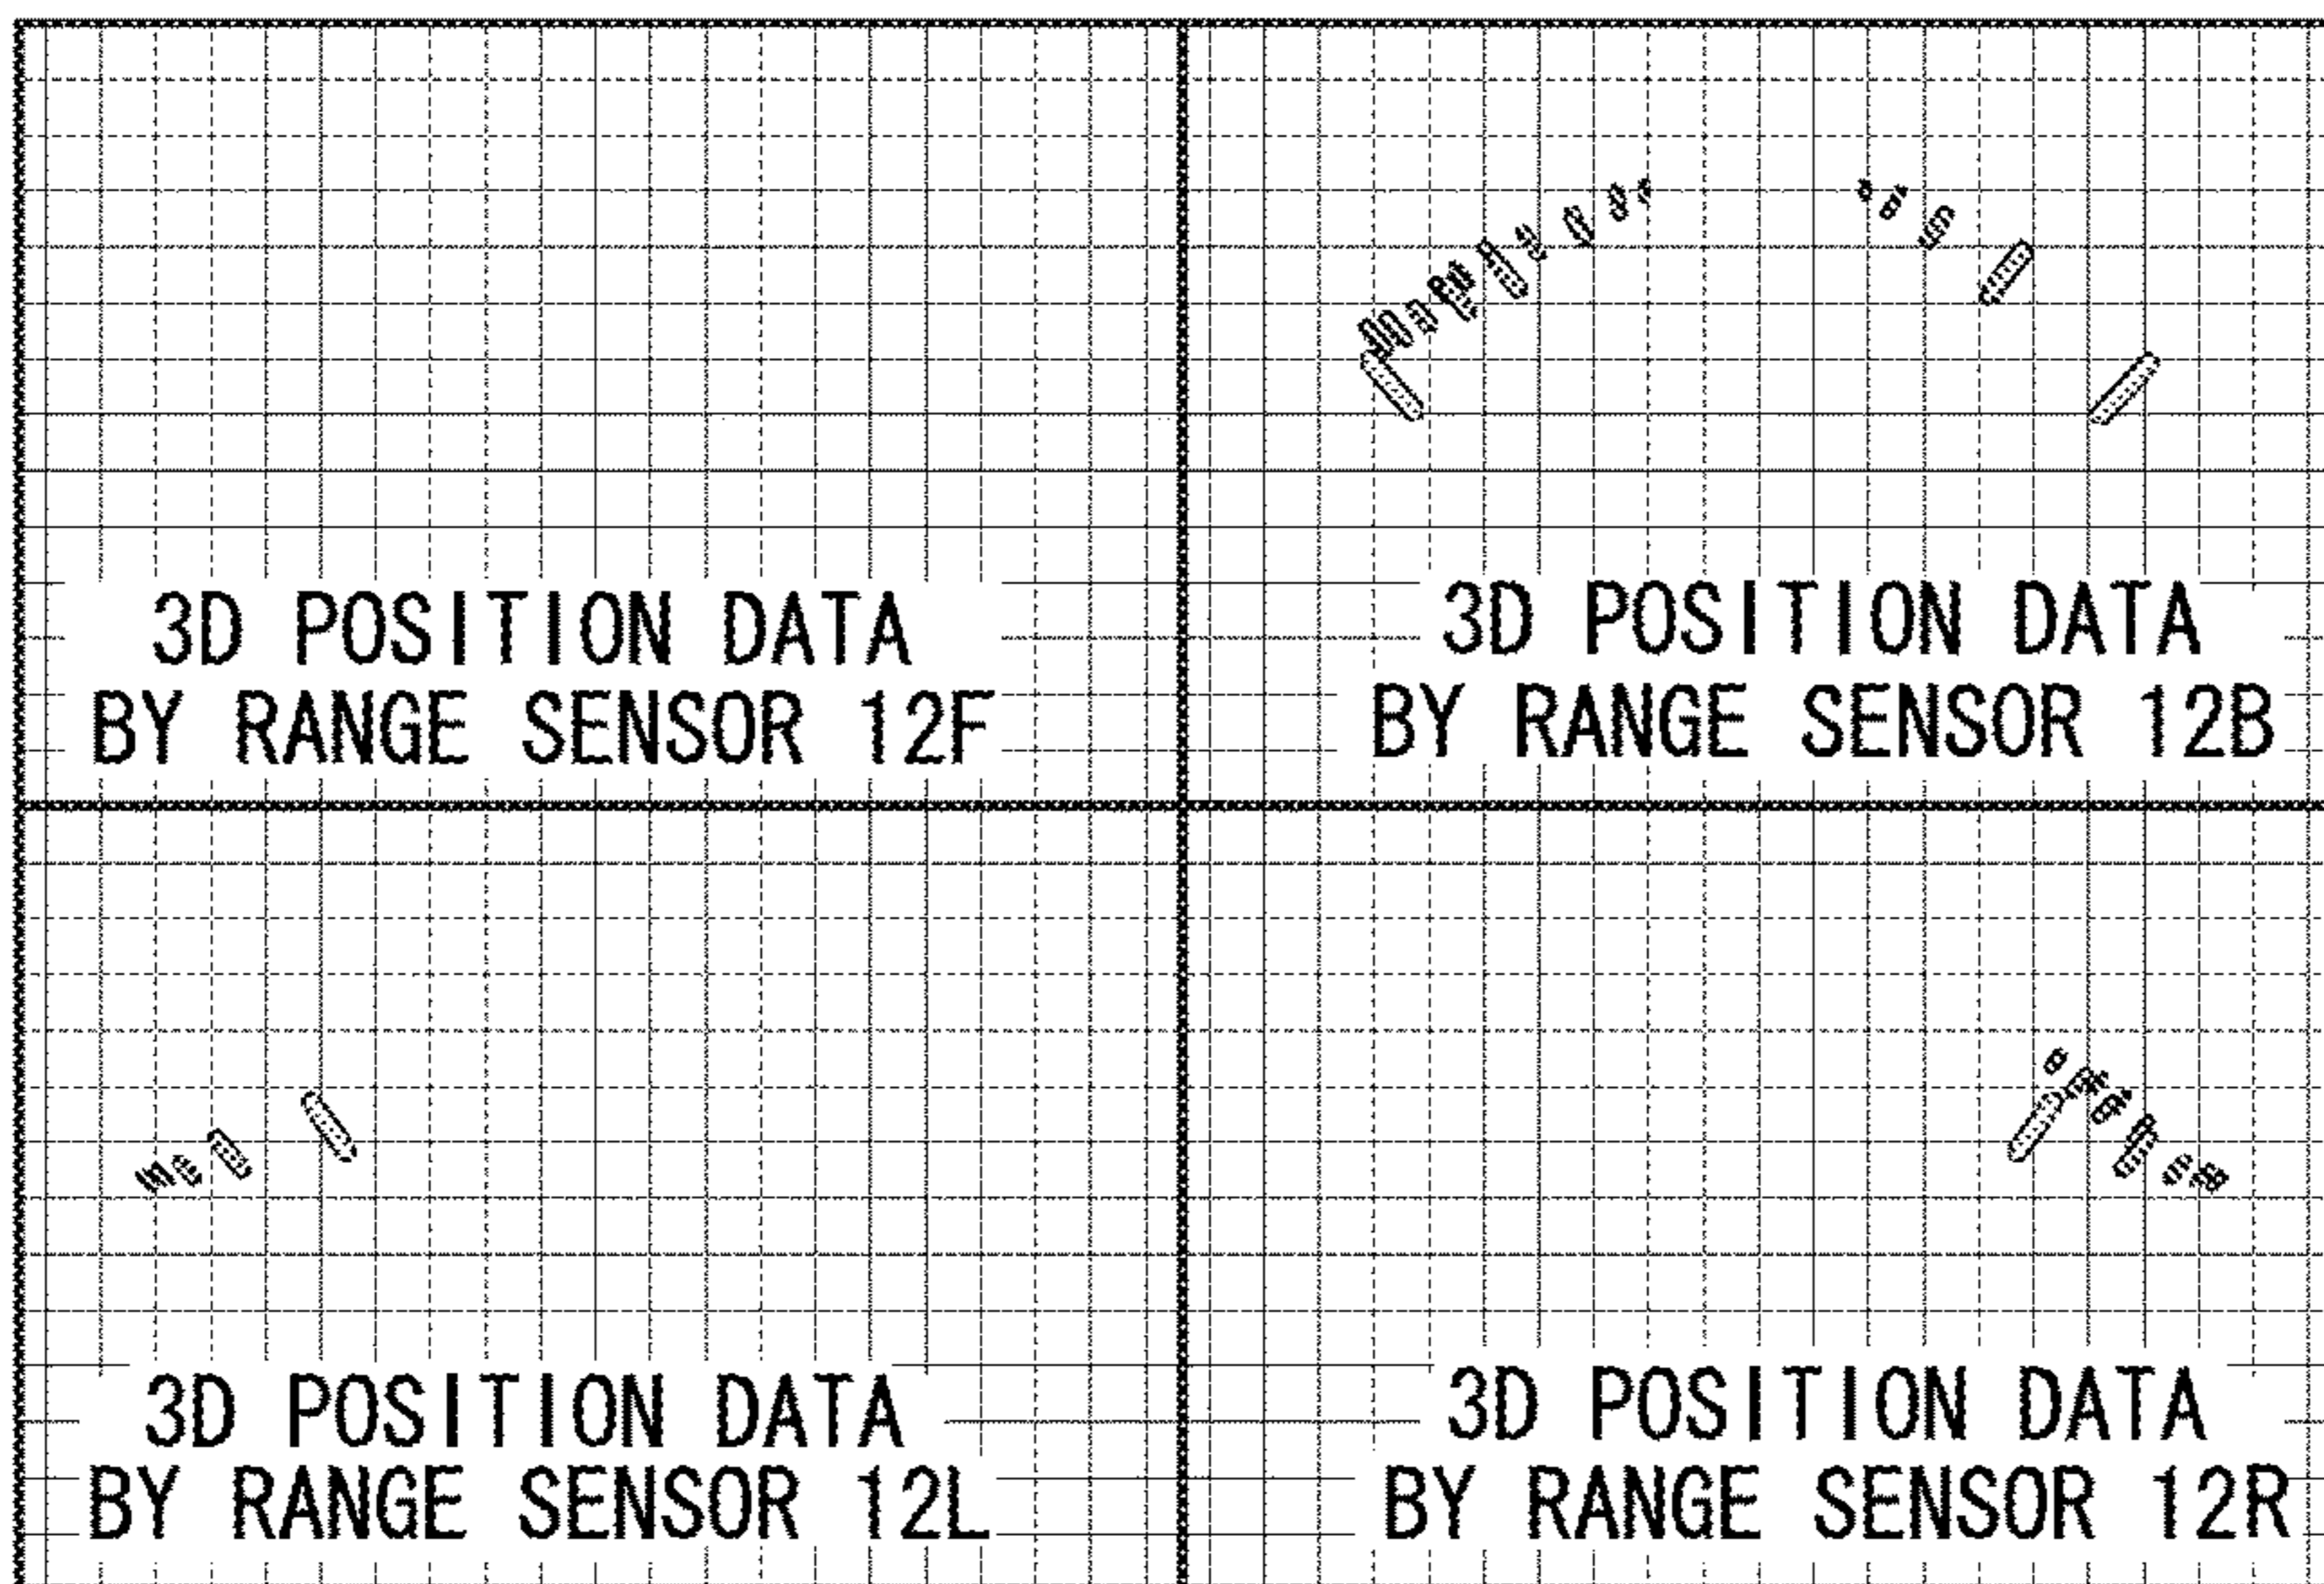 3D POSITION DATA
BY RANGE SENSOR 12F
3D POSITION DATA
BY RANGE SENSOR 12B
3D POSITION DATA
BY RANGE SENSOR 12L
3D POSITION DATA
BY RANGE SENSOR 12R